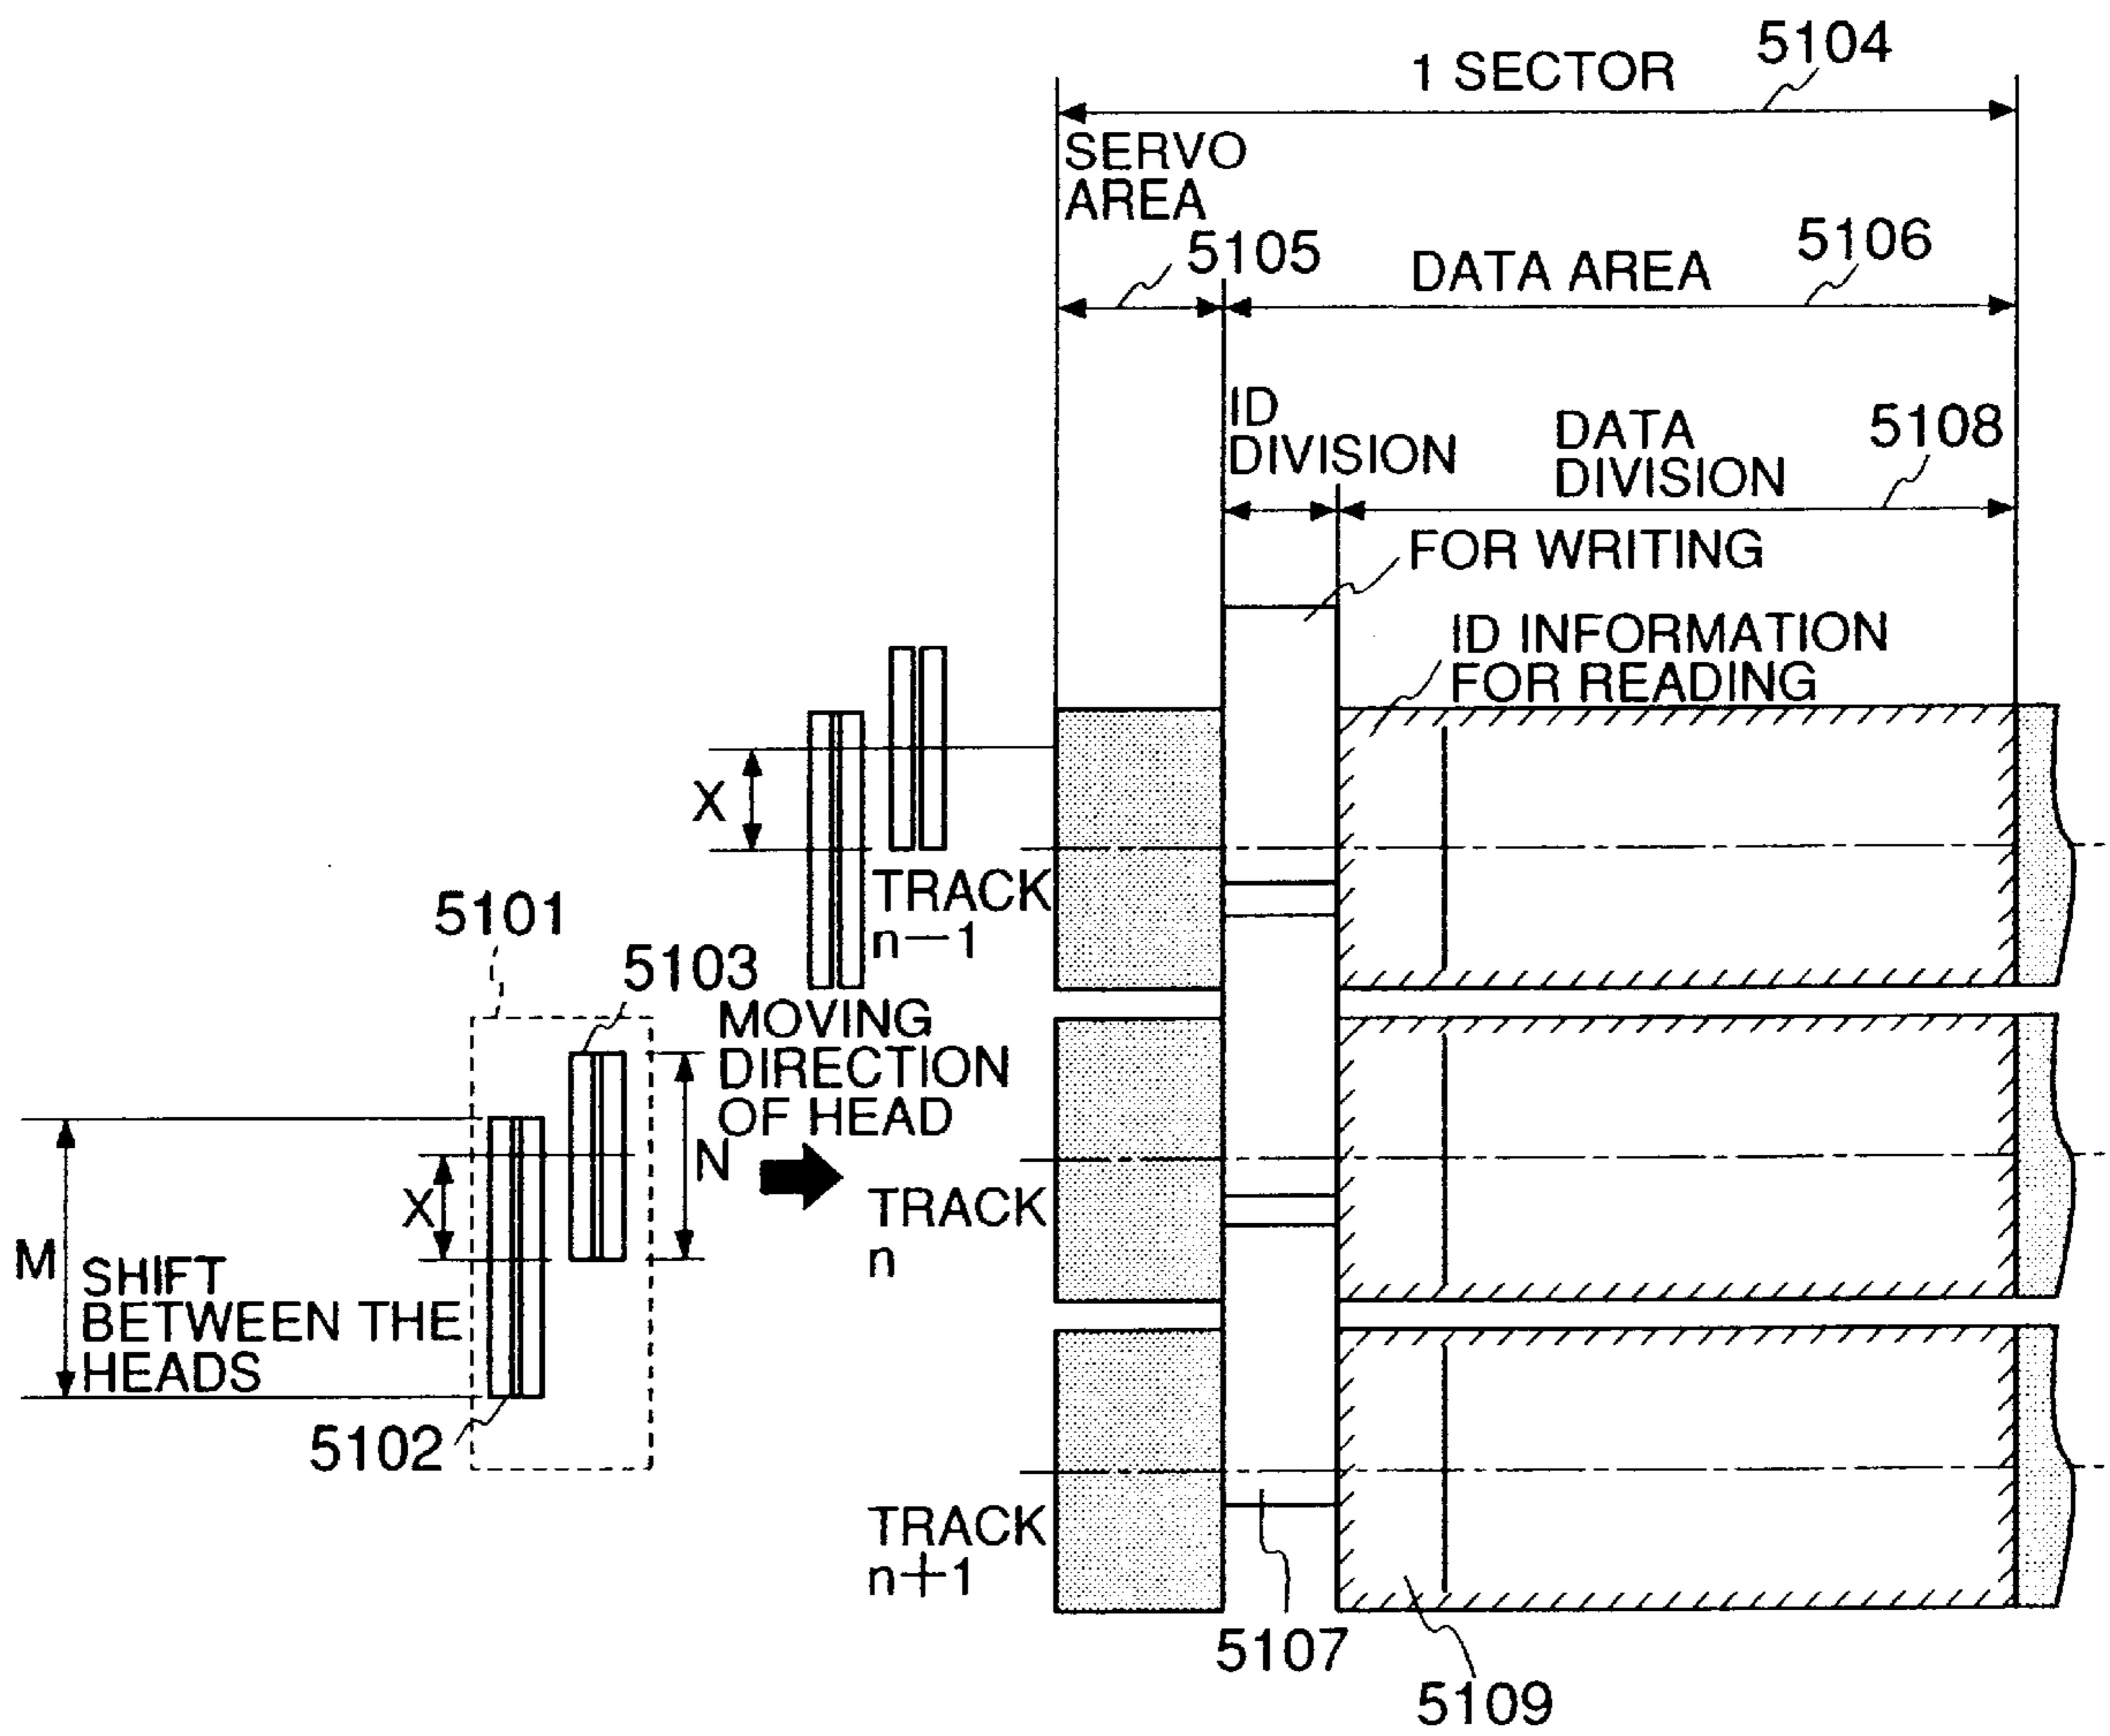 5104
1 SECTOR
SERVO
AREA
5105
5106
DATA AREA
ID
DIVISION
DATA
DIVISION
5108
FOR WRITING
ID INFORMATION
FOR READING
X
TRACK
n−1
5101
5103
MOVING
DIRECTION
OF HEAD
N
X
M
SHIFT
BETWEEN THE
HEADS
5102
TRACK
n
TRACK
n+1
5107
5109